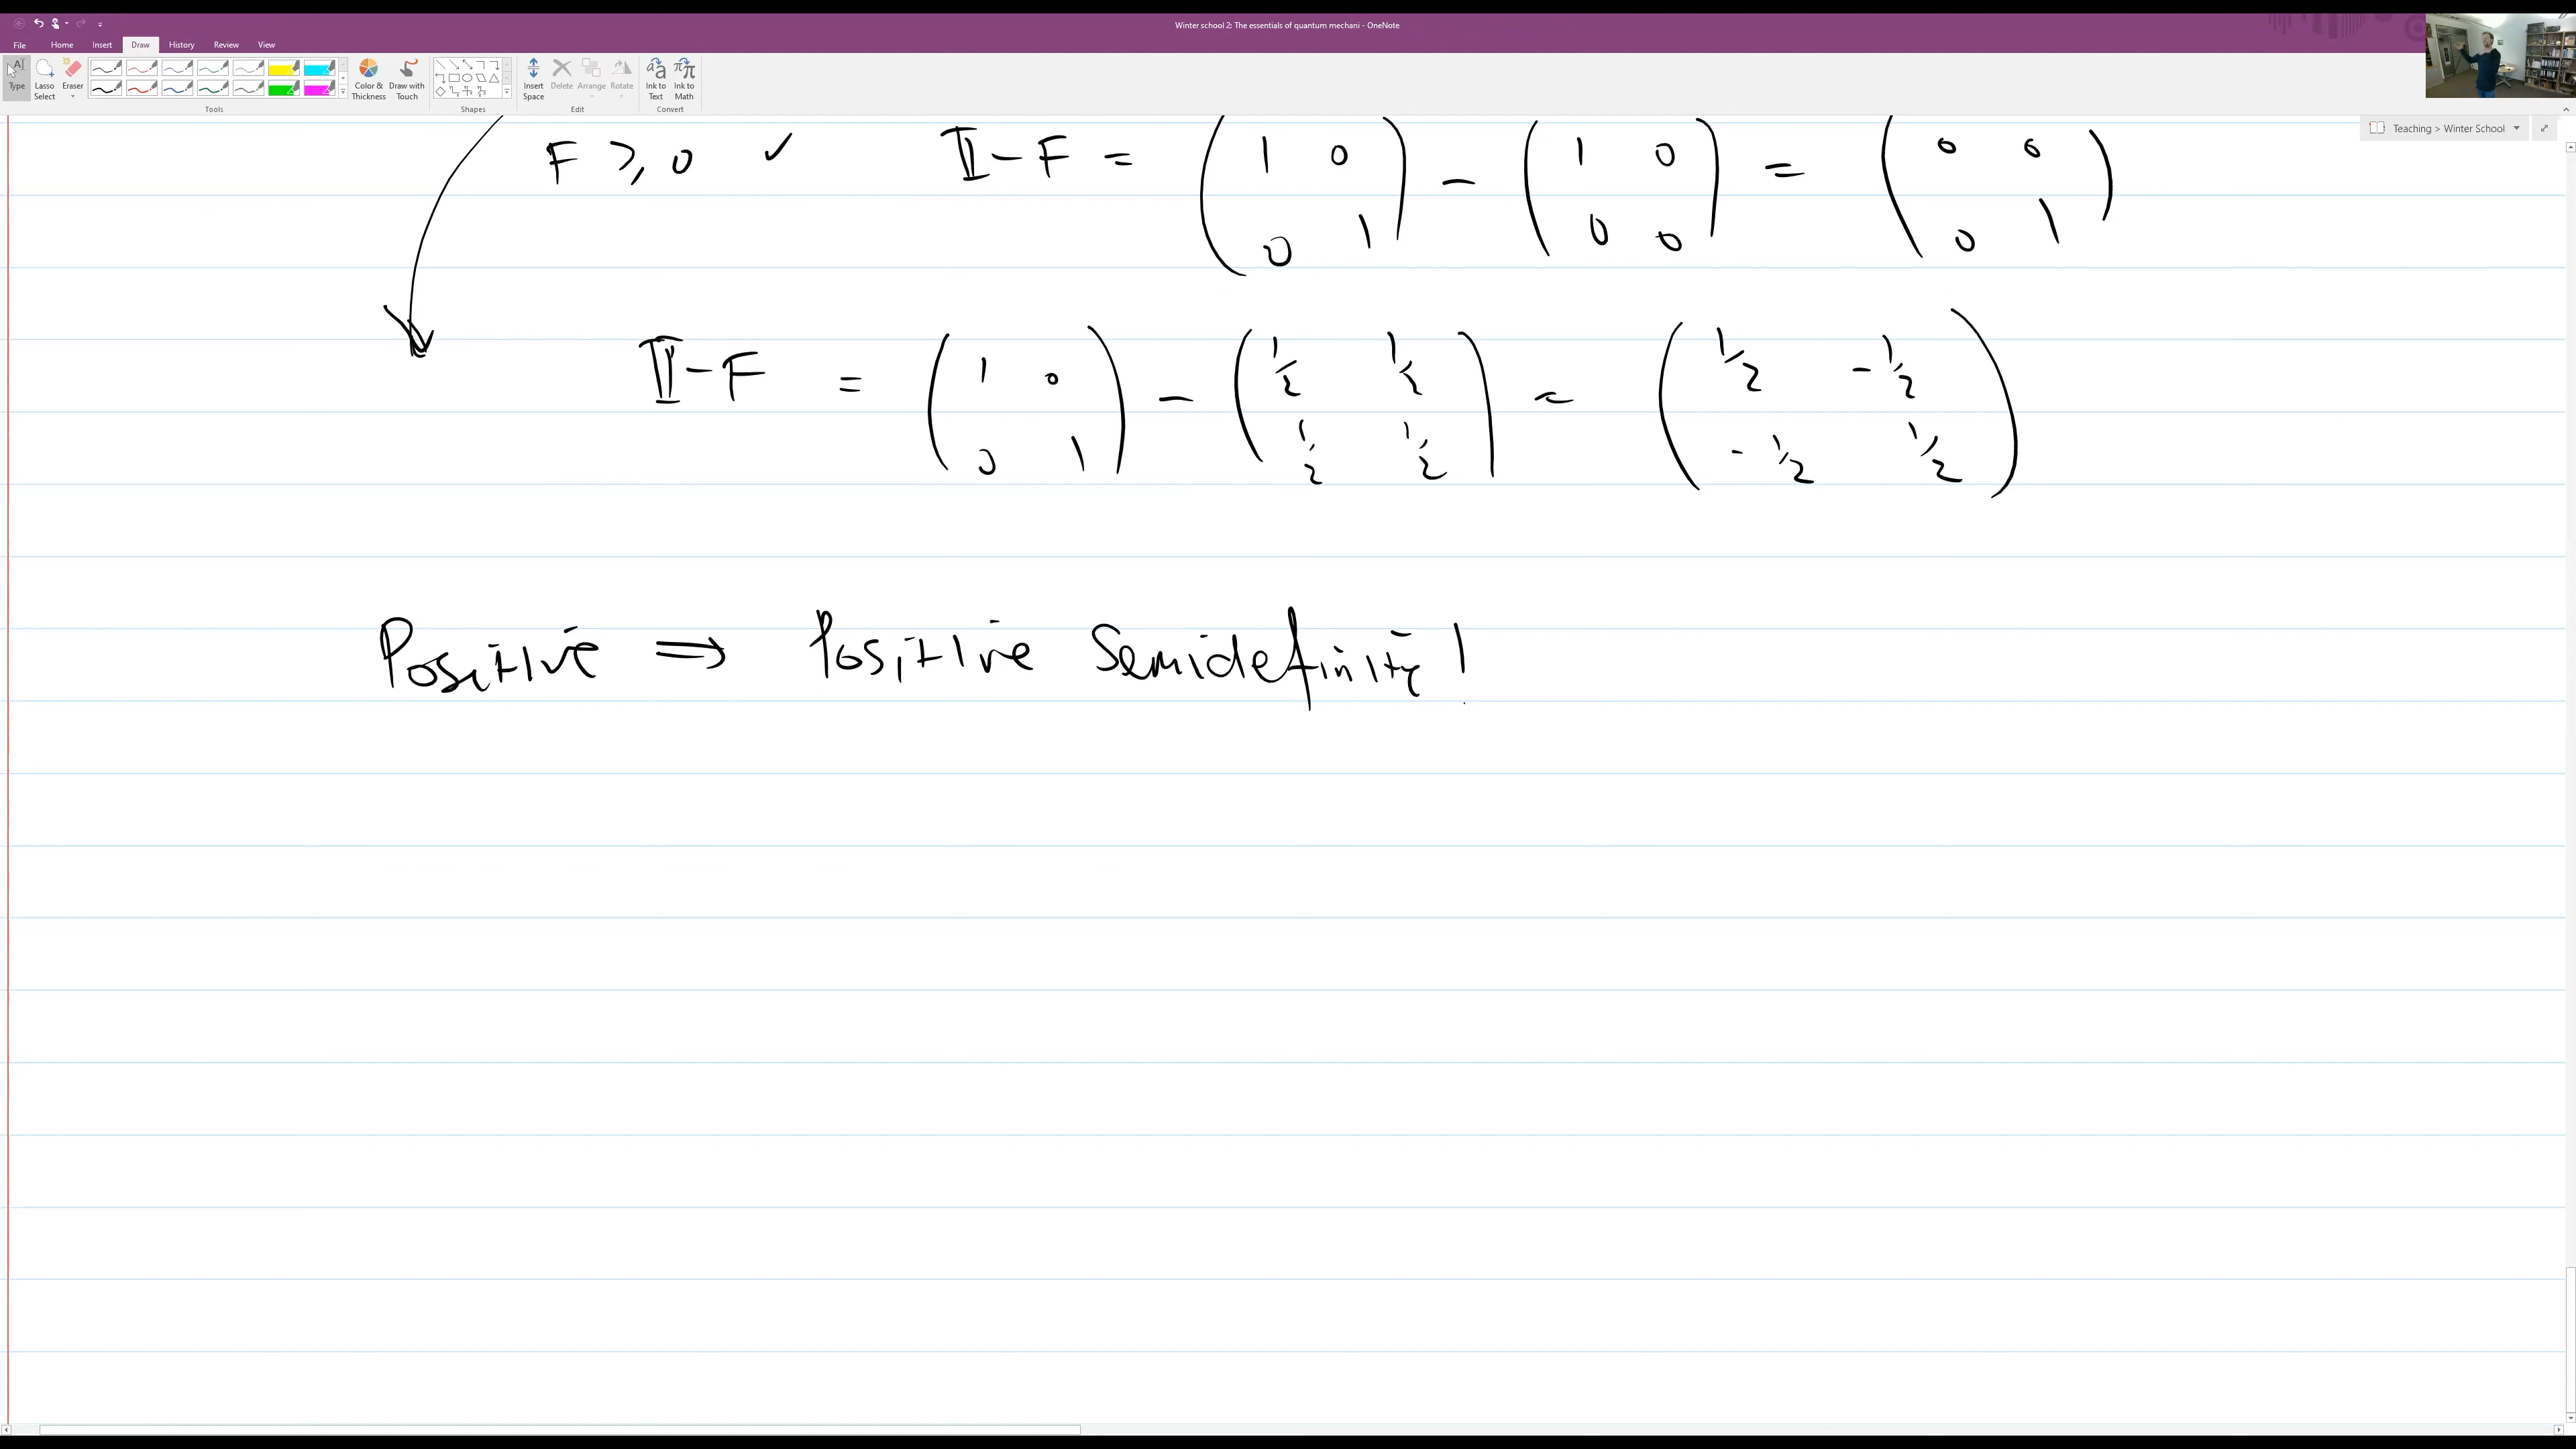 Winter school 2: The essentials of quantum mechani - OneNote
File Home Insert Draw History Review View
Type Lasso Select Eraser Color & Thickness Draw with Touch Insert Space Delete Arrange Rotate Ink to Text Ink to Math
Tools Shapes Edit Convert
Teaching > Winter School
F ⩾ 0 ✓ 𝕀 - F = ( 1 0 ) - ( 1 0 ) = ( 0 0 )
( 0 1 ) ( 0 0 ) ( 0 1 )
𝕀 - F = ( 1 0 ) - ( 1/2 1/2 ) = ( 1/2 - 1/2 )
( 0 1 ) ( 1/2 1/2 ) ( - 1/2 1/2 )
Positive ⇒ Positive Semidefinite!